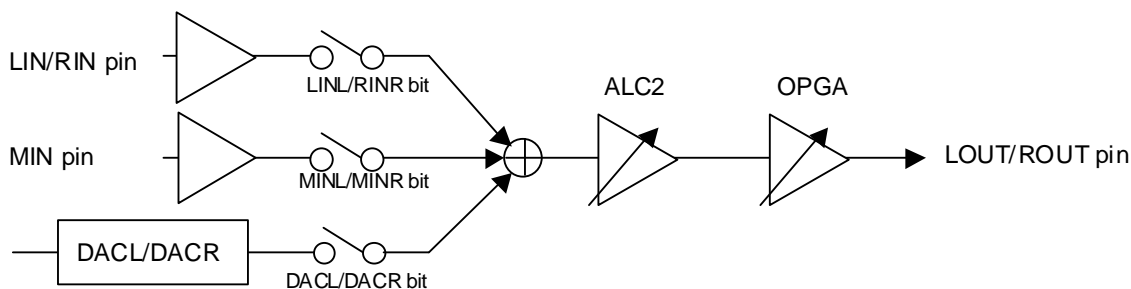 LIN/RIN pin
LINL/RINR bit
ALC2
OPGA
MIN pin
MINL/MINR bit
LOUT/ROUT pin
DACL/DACR
DACL/DACR bit